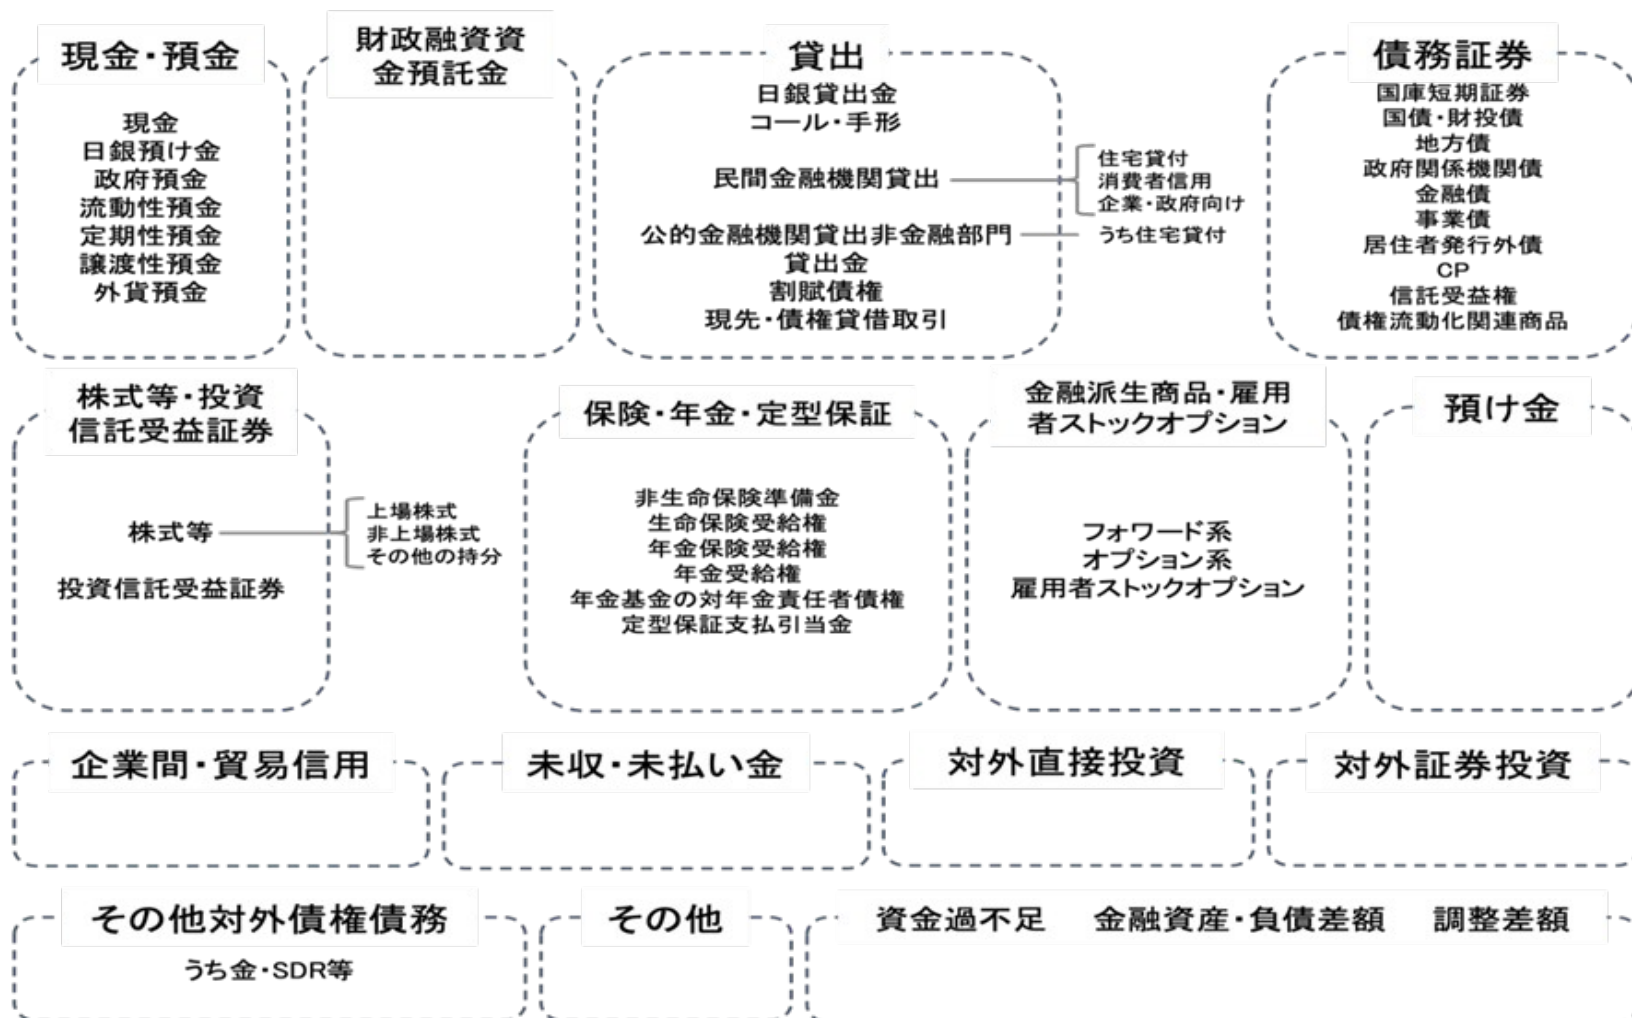 現金・預金
現金
日銀預け金
政府預金
流動性預金
定期性預金
譲渡性預金
外貨預金
財政融資資
金預託金
貸出
日銀貸出金
コール・手形
民間金融機関貸出
住宅貸付
消費者信用
企業・政府向け
公的金融機関貸出非金融部門
うち住宅貸付
貸出金
割賦債権
現先・債権貸借取引
債務証券
国庫短期証券
国債・財投債
地方債
政府関係機関債
金融債
事業債
居住者発行外債
CP
信託受益権
債権流動化関連商品
株式等・投資
信託受益証券
株式等
上場株式
非上場株式
その他の持分
投資信託受益証券
保険・年金・定型保証
非生命保険準備金
生命保険受給権
年金保険受給権
年金受給権
年金基金の対年金責任者債権
定型保証支払引当金
金融派生商品・雇用
者ストックオプション
フォワード系
オプション系
雇用者ストックオプション
預け金
企業間・貿易信用
未収・未払い金
対外直接投資
対外証券投資
その他対外債権債務
うち金・SDR等
その他
資金過不足 金融資産・負債差額 調整差額